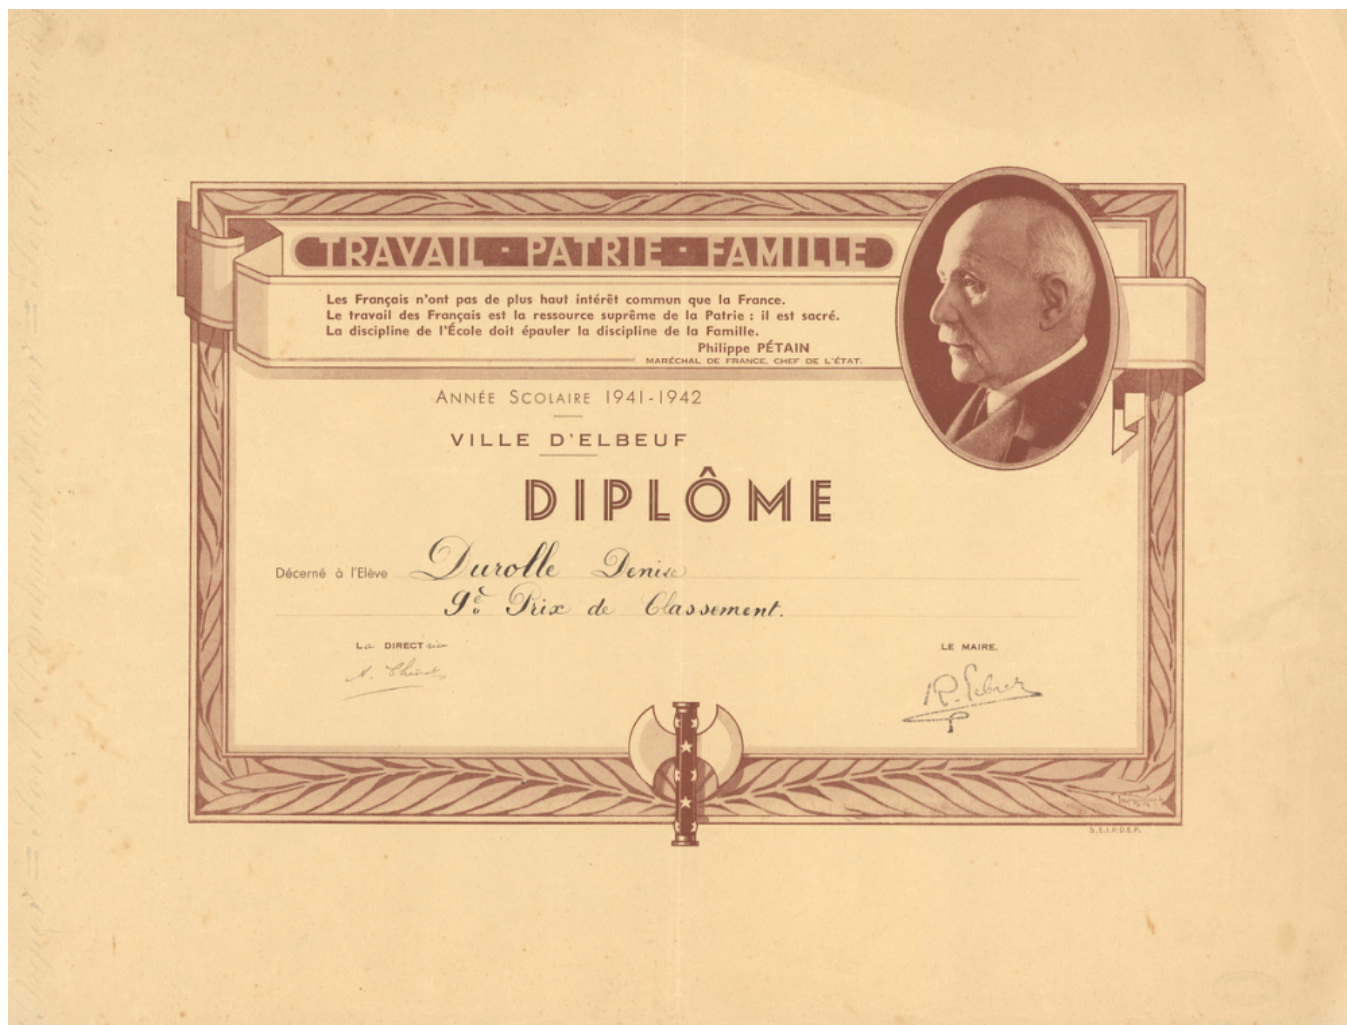 TRAVAIL - PATRIE - FAMILLE
Les Français n'ont pas de plus haut intérêt commun que la France.
Le travail des Français est la ressource suprême de la Patrie : il est sacré.
La discipline de l'École doit épauler la discipline de la Famille.
Philippe PÉTAIN
MARÉCHAL DE FRANCE, CHEF DE L'ÉTAT.
ANNÉE SCOLAIRE 1941-1942
VILLE D'ELBEUF
DIPLÔME
Décerné à l'Elève Durolle Denise
9è Prix de Classement.
La DIRECTrice
LE MAIRE,
R. Lebret
S.E.I.P.D.E.P.